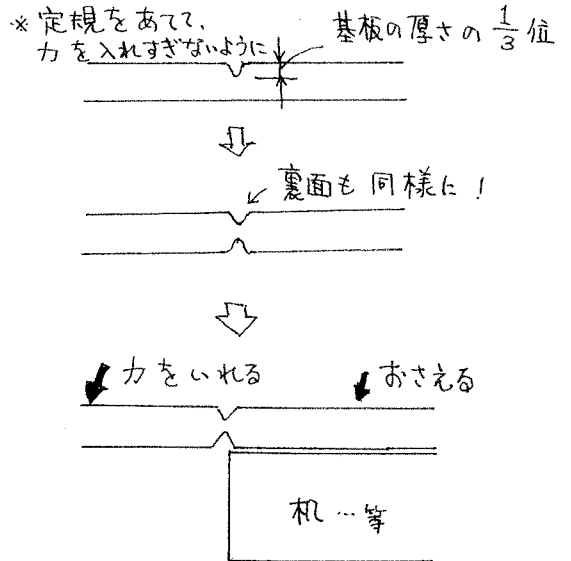 ※ 定規をあてて、
力を入れすぎないように
基板の厚さの 1/3 位
裏面も同様に!
力をいれる
おさえる
机…等